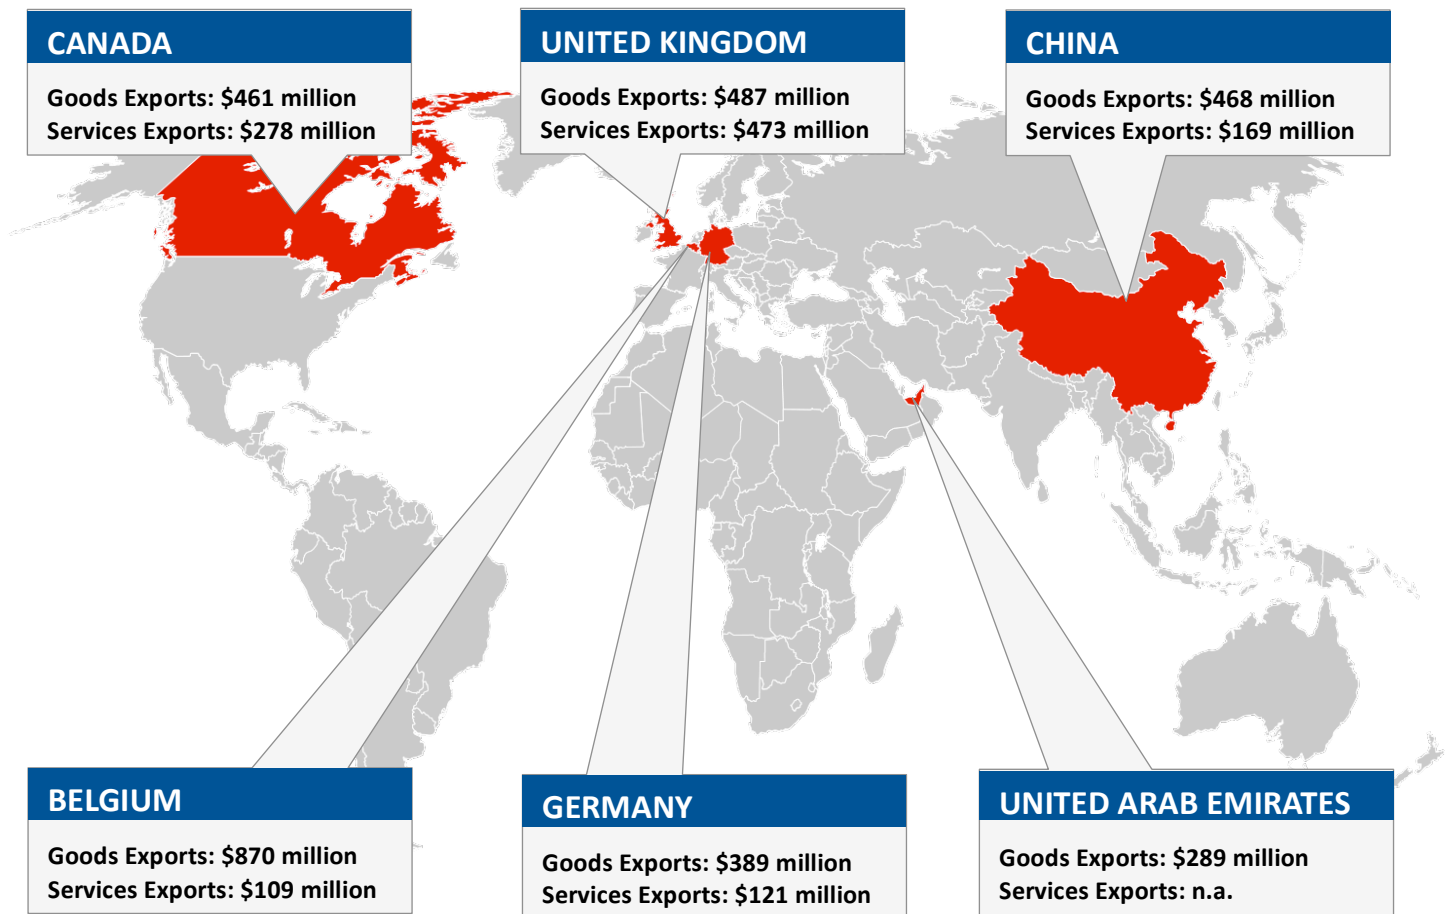 CANADA
Goods Exports: $461 million
Services Exports: $278 million
UNITED KINGDOM
Goods Exports: $487 million
Services Exports: $473 million
CHINA
Goods Exports: $468 million
Services Exports: $169 million
BELGIUM
Goods Exports: $870 million
Services Exports: $109 million
GERMANY
Goods Exports: $389 million
Services Exports: $121 million
UNITED ARAB EMIRATES
Goods Exports: $289 million
Services Exports: n.a.